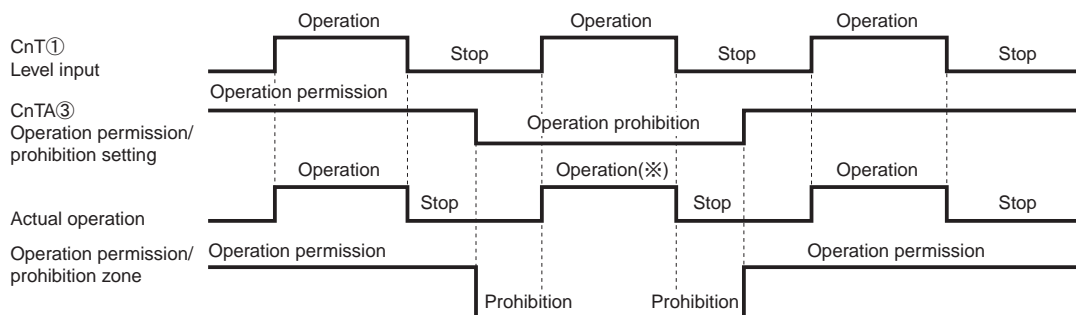 Operation Operation Operation
CnT①
Level input
Stop Stop Stop
Operation permission
CnTA③
Operation permission/
prohibition setting
Operation prohibition
Operation Operation(※) Operation
Actual operation
Stop Stop Stop
Operation permission/
prohibition zone
Operation permission Operation permission
Prohibition Prohibition